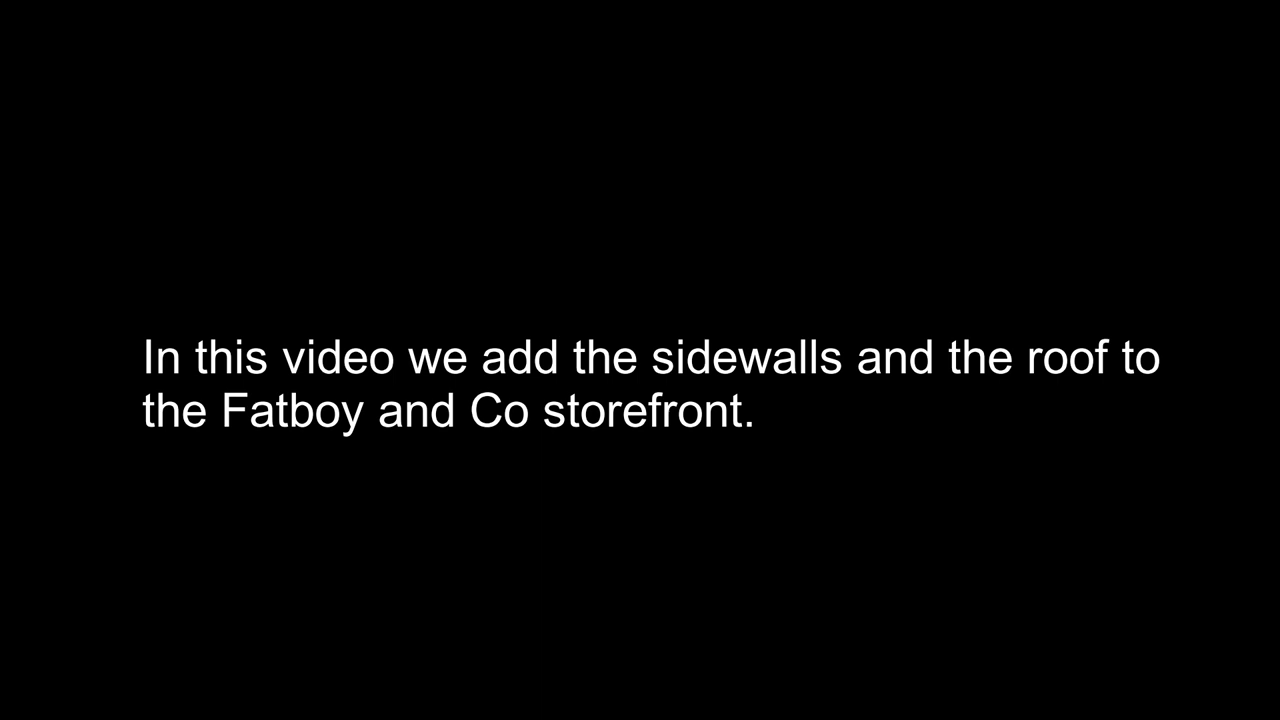 In this video we add the sidewalls and the roof to
the Fatboy and Co storefront.